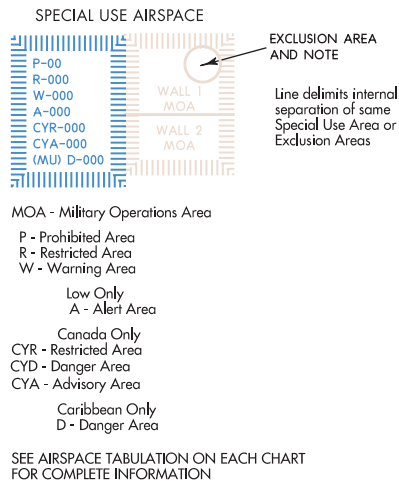 SPECIAL USE AIRSPACE
P-00
R-000
W-000
A-000
CYR-000
CYA-000
(MU) D-000
WALL 1
MOA
WALL 2
MOA
EXCLUSION AREA
AND NOTE
Line delimits internal
separation of same
Special Use Area or
Exclusion Areas
MOA - Military Operations Area
P - Prohibited Area
R - Restricted Area
W - Warning Area
Low Only
A - Alert Area
Canada Only
CYR - Restricted Area
CYD - Danger Area
CYA - Advisory Area
Caribbean Only
D - Danger Area
SEE AIRSPACE TABULATION ON EACH CHART
FOR COMPLETE INFORMATION